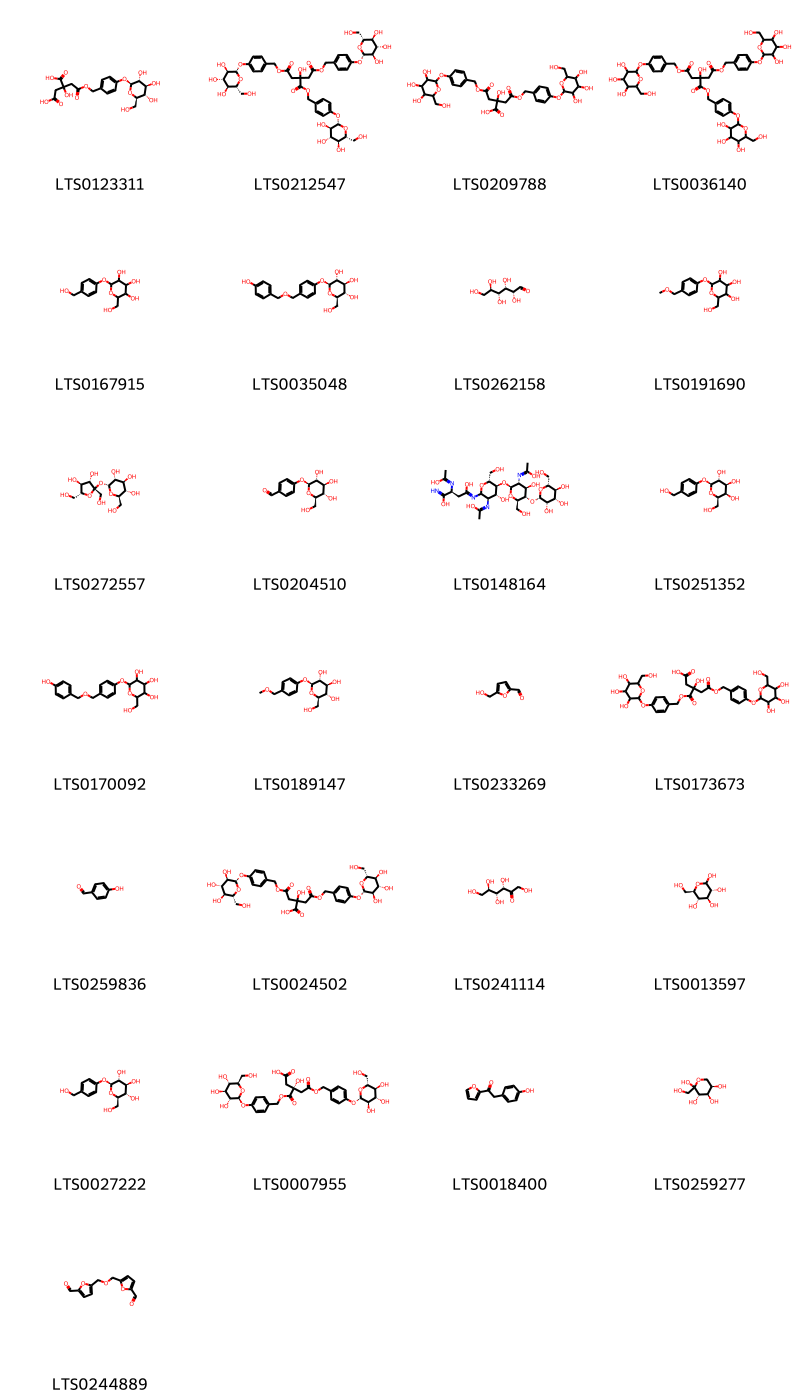 LTS0123311 LTS0212547 LTS0209788 LTS0036140
LTS0167915 LTS0035048 LTS0262158 LTS0191690
LTS0272557 LTS0204510 LTS0148164 LTS0251352
LTS0170092 LTS0189147 LTS0233269 LTS0173673
LTS0259836 LTS0024502 LTS0241114 LTS0013597
LTS0027222 LTS0007955 LTS0018400 LTS0259277
LTS0244889